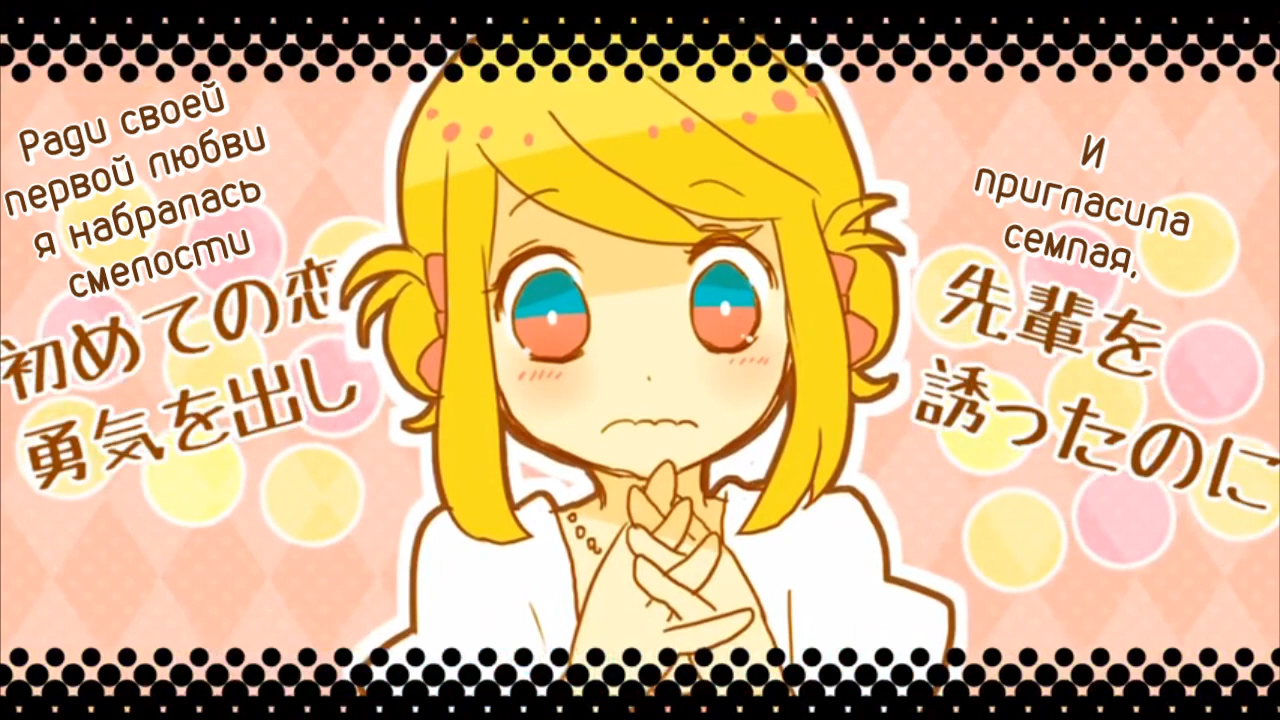 Ради своей
первой любви
я набралась
смелости
初めての恋
勇気を出し
И
пригласила
семпая,
先輩を
誘ったのに